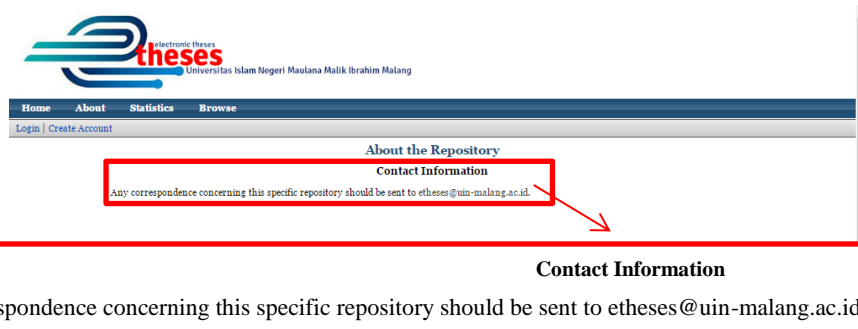 electronic theses
theses
Universitas Islam Negeri Maulana Malik Ibrahim Malang
Home About Statistics Browse
Login | Create Account
About the Repository
Contact Information
Any correspondence concerning this specific repository should be sent to etheses@uin-malang.ac.id.
Contact Information
spondence concerning this specific repository should be sent to etheses@uin-malang.ac.id